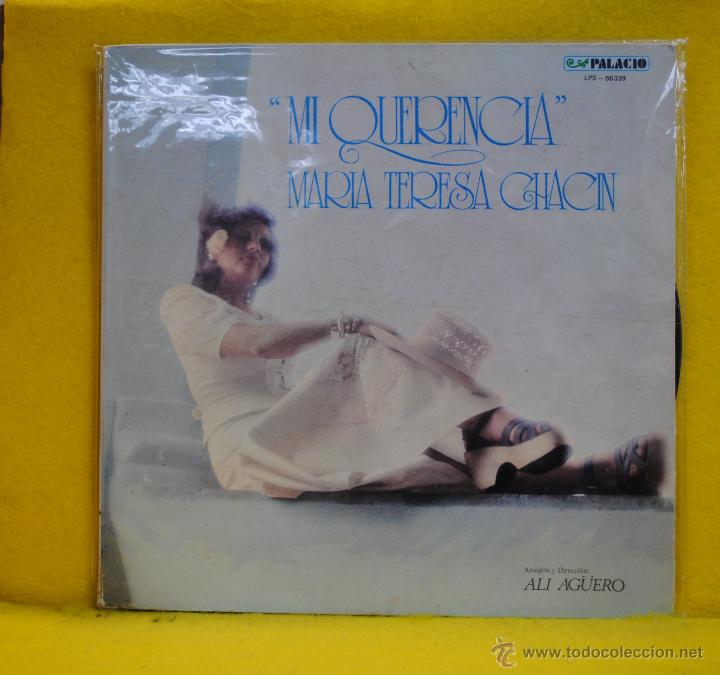 PALACIO
LPS - 66339
"MI QUERENCIA"
MARIA TERESA CHACIN
Arreglos y Dirección:
ALI AGÜERO
www.todocoleccion.net